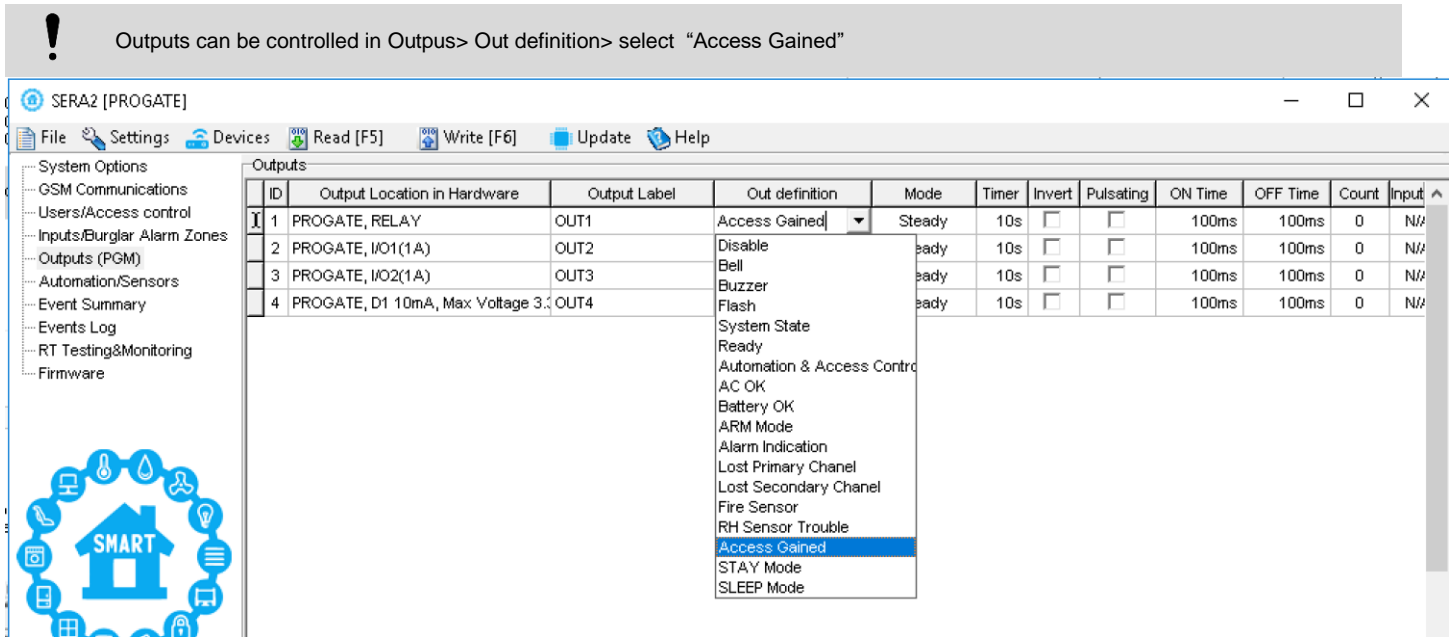 ! Outputs can be controlled in Outpus> Out definition> select “Access Gained”
SERA2 [PROGATE]
File Settings Devices Read [F5] Write [F6] Update Help
System Options
GSM Communications
Users/Access control
Inputs/Burglar Alarm Zones
Outputs (PGM)
Automation/Sensors
Event Summary
Events Log
RT Testing&Monitoring
Firmware
SMART
Outputs
ID Output Location in Hardware Output Label Out definition Mode Timer Invert Pulsating ON Time OFF Time Count Input
1 PROGATE, RELAY OUT1 Access Gained Steady 10s 100ms 100ms 0 N/A
2 PROGATE, I/O1(1A) OUT2 eady 10s 100ms 100ms 0 N/A
3 PROGATE, I/O2(1A) OUT3 eady 10s 100ms 100ms 0 N/A
4 PROGATE, D1 10mA, Max Voltage 3.3 OUT4 eady 10s 100ms 100ms 0 N/A
Disable
Bell
Buzzer
Flash
System State
Ready
Automation & Access Contro
AC OK
Battery OK
ARM Mode
Alarm Indication
Lost Primary Chanel
Lost Secondary Chanel
Fire Sensor
RH Sensor Trouble
Access Gained
STAY Mode
SLEEP Mode